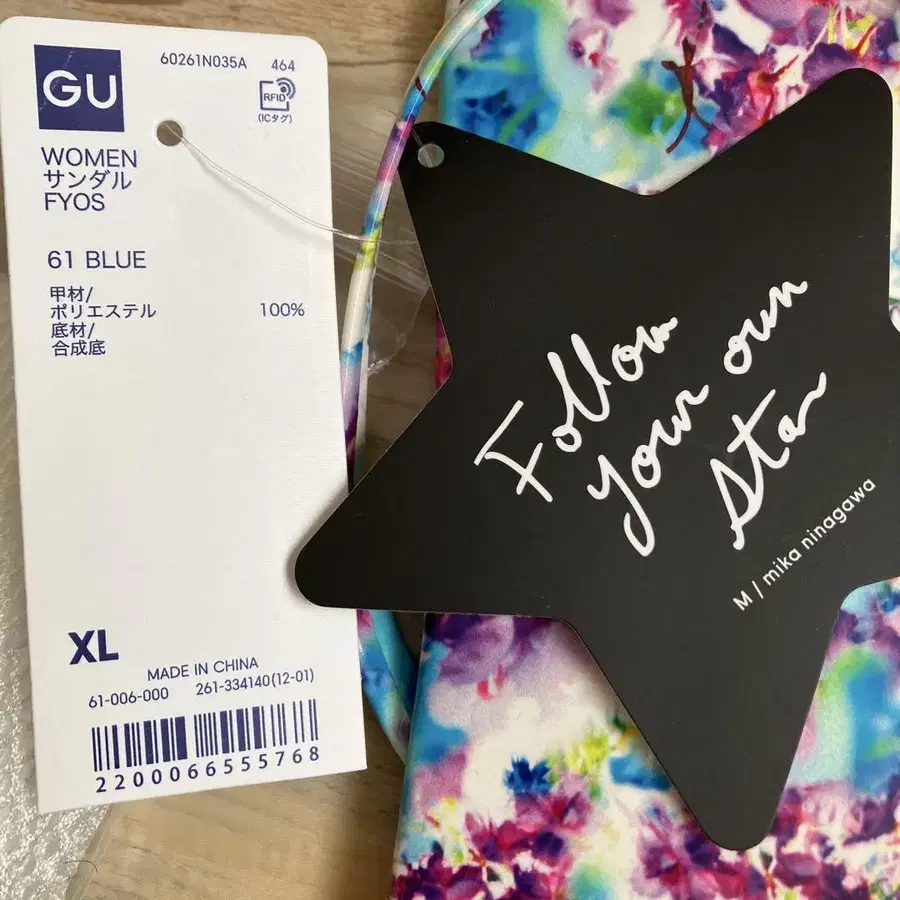 GU
60261N035A 464
RFID
(ICタグ)
WOMEN
サンダル
FYOS
61 BLUE
甲材/
ポリエステル 100%
底材/
合成底
XL
MADE IN CHINA
61-006-000 261-334140(12-01)
2200066555768
Follow
your own
Star
M / mika ninagawa